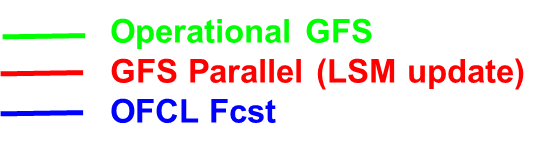 Operational GFS
GFS Parallel (LSM update)
OFCL Fcst